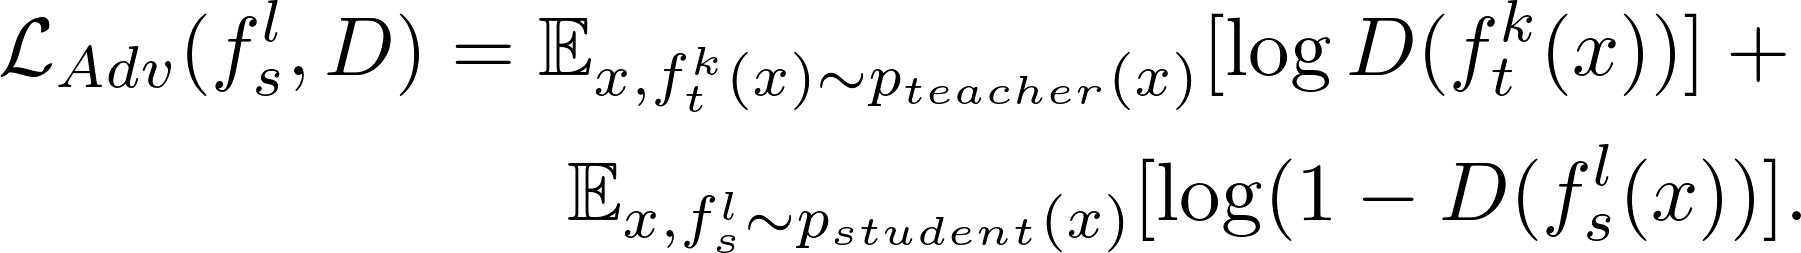 \mathcal{L}_{Adv}(f_s^l, D) = \mathbb{E}_{x, f_t^k(x) \sim p_{teacher}(x)}[\log D(f_t^k(x))] +
\mathbb{E}_{x, f_s^l \sim p_{student}(x)}[\log(1 - D(f_s^l(x))].